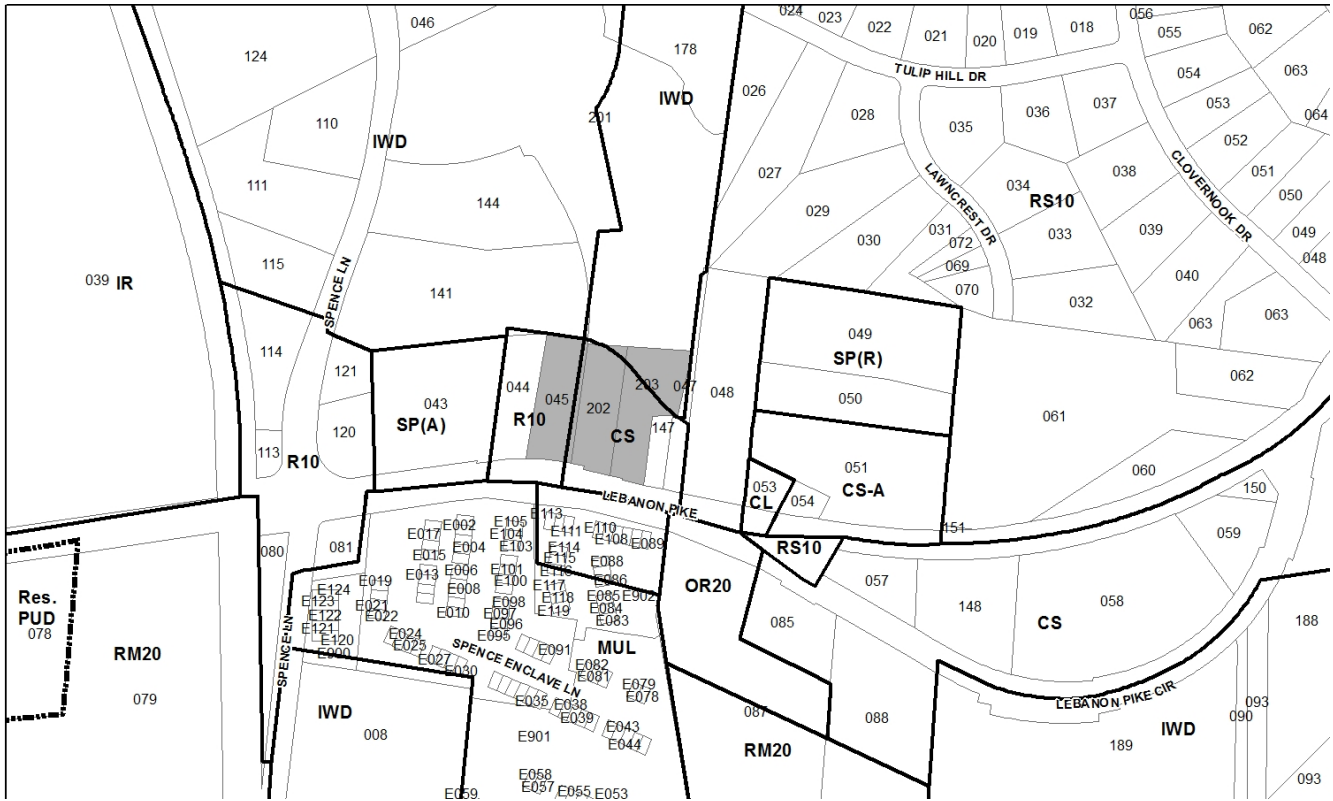 024
023
022
021
020
019
018
056
055
062
046
124
178
026
TULIP HILL DR
054
063
053
064
IWD
201
110
028
035
036
037
052
CLOVERNOOK DR
IWD
051
111
027
038
050
144
029
LAWNCREST DR
034
RS10
049
031
030
072
033
039
048
115
069
039 IR
SPENCE LN
141
070
032
040
063
063
114
049
SP(R)
121
044
045
203
047
048
062
050
043
SP(A)
R10
202
CS
147
061
120
113
R10
051
CS-A
060
053
CL
054
150
LEBANON PIKE
151
059
E113
E002
E105
E104
E111
E110
E108
E089
E017
E004
E103
E114
E115
E116
E015
080
081
RS10
E013
E006
E101
E100
E088
E086
057
OR20
E124
E019
E008
E117
E118
E085
E902
E123
E021
E022
E098
E119
E084
E083
148
058
Res.
PUD
078
E122
E010
E097
E096
E095
085
CS
188
E121
E120
E900
E024
E025
SPENCE ENCLAVE LN
E091
MUL
RM20
079
SPENCE LN
E027
E030
E082
E081
E079
E078
IWD
E035
E038
E039
LEBANON PIKE CIR
087
088
093
090
008
E043
E044
IWD
E901
RM20
189
E058
E057
E055
E053
E059
093